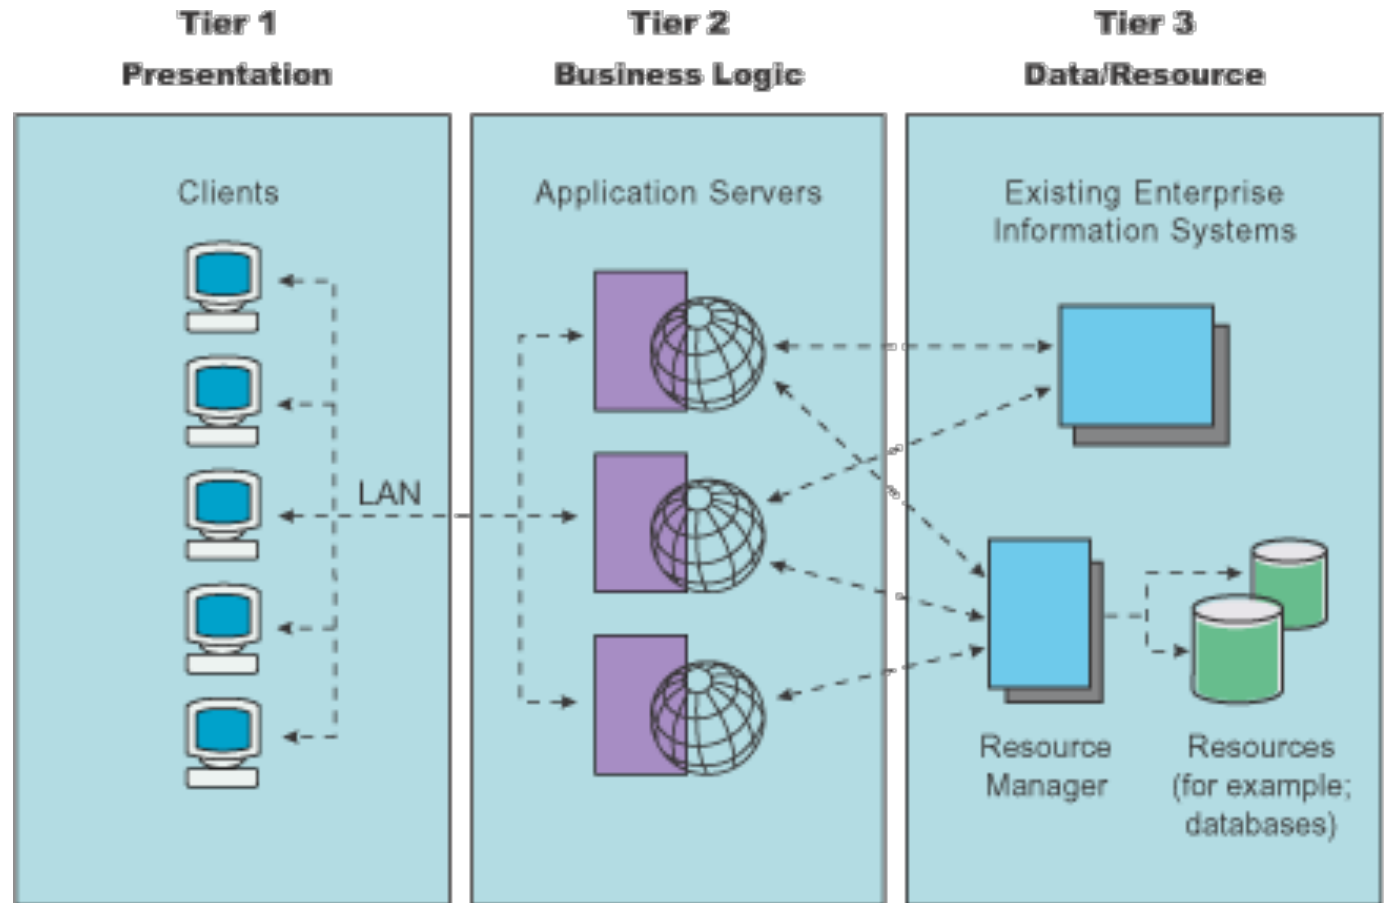 Tier 1
Presentation
Tier 2
Business Logic
Tier 3
Data/Resource
Clients
LAN
Application Servers
Existing Enterprise
Information Systems
Resource
Manager
Resources
(for example;
databases)